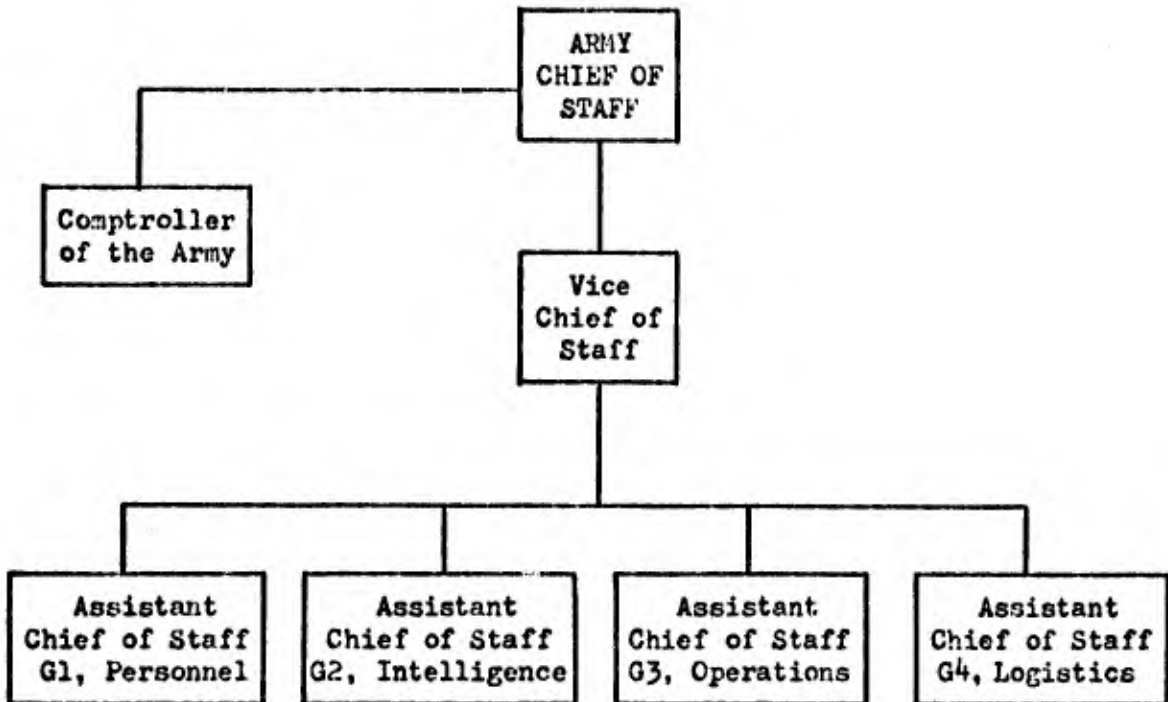 ARMY
CHIEF OF
STAFF
Comptroller
of the Army
Vice
Chief of
Staff
Assistant
Chief of Staff
G1, Personnel
Assistant
Chief of Staff
G2, Intelligence
Assistant
Chief of Staff
G3, Operations
Assistant
Chief of Staff
G4, Logistics